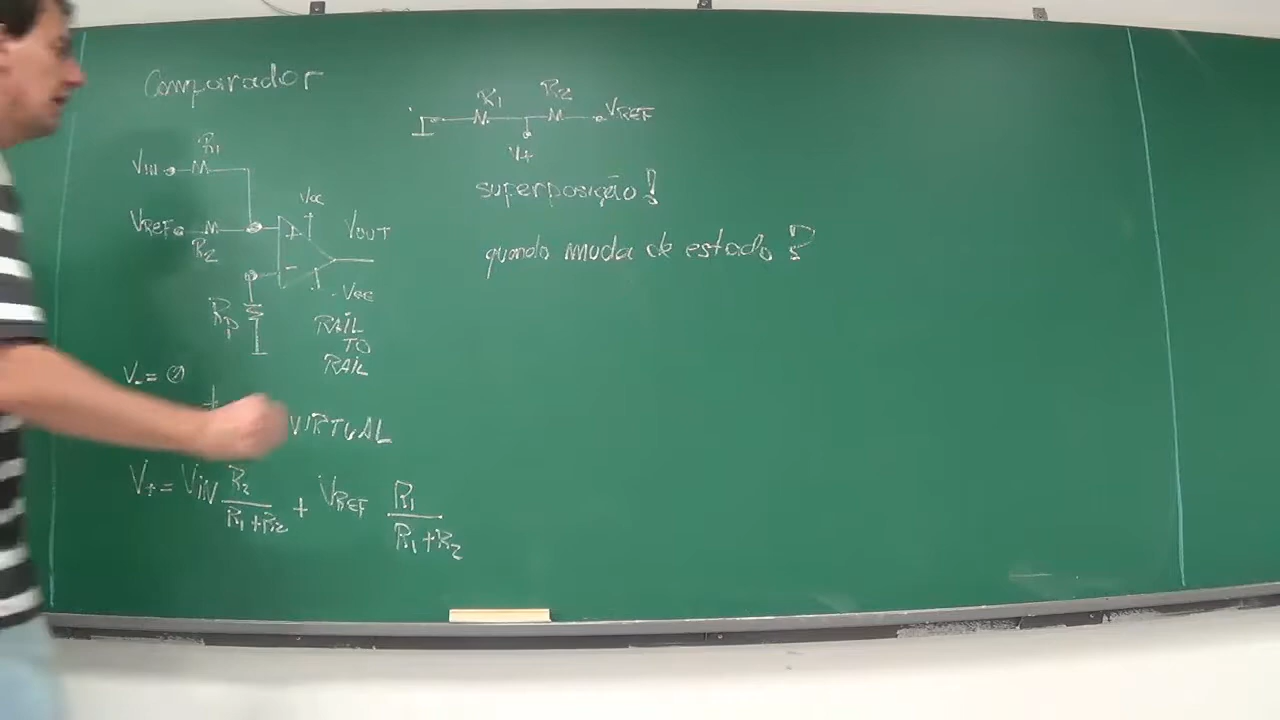 Comparador
R1
VIN
VREF
R2
VCC
VOUT
-VCC
RP
RAIL
TO
RAIL
R1 R2
VREF
V+
superposição!
quando muda de estado?
V- = 0
VIRTUAL
V+ = VIN R2/(R1+R2) + VREF R1/(R1+R2)